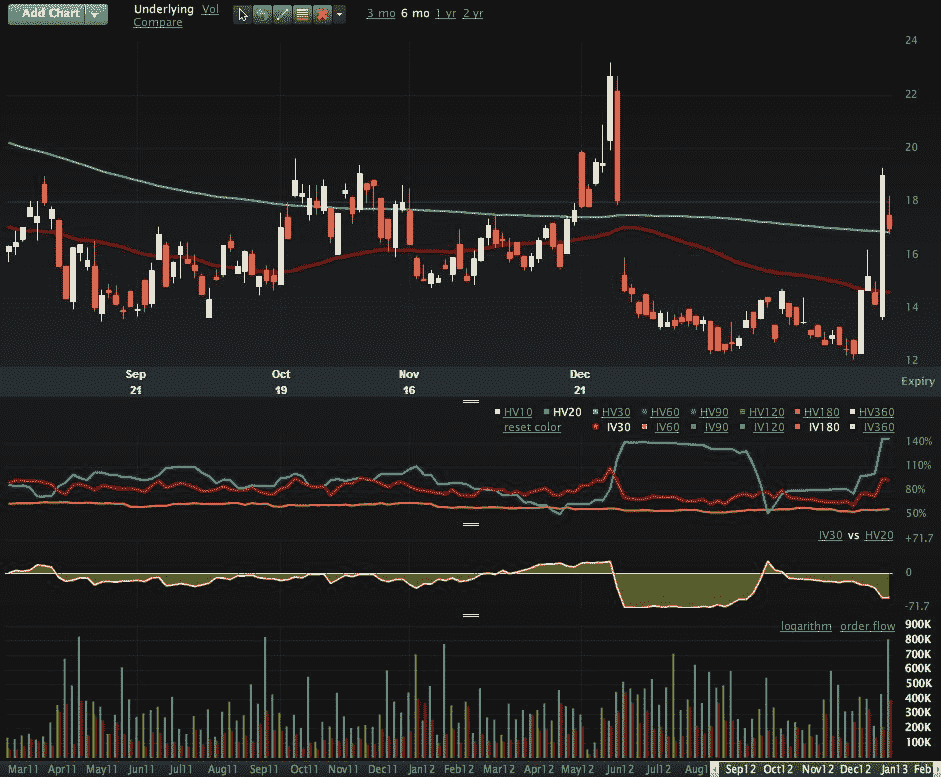 Add Chart Underlying Vol 3 mo 6 mo 1 yr 2 yr
Compare
24
22
20
18
16
14
12
Sep Oct Nov Dec
21 19 16 21
Expiry
HV10 HV20 HV30 HV60 HV90 HV120 HV180 HV360
reset color IV30 IV60 IV90 IV120 IV180 IV360
140%
110%
80%
50%
IV30 vs HV20 +71.7
0
-71.7
logarithm order flow 900K
800K
700K
600K
500K
400K
300K
200K
100K
Mar11 Apr11 May11 Jun11 Jul11 Aug11 Sep11 Oct11 Nov11 Dec11 Jan12 Feb12 Mar12 Apr12 May12 Jun12 Jul12 Aug1 Sep12 Oct12 Nov12 Dec12 Jan13 Feb